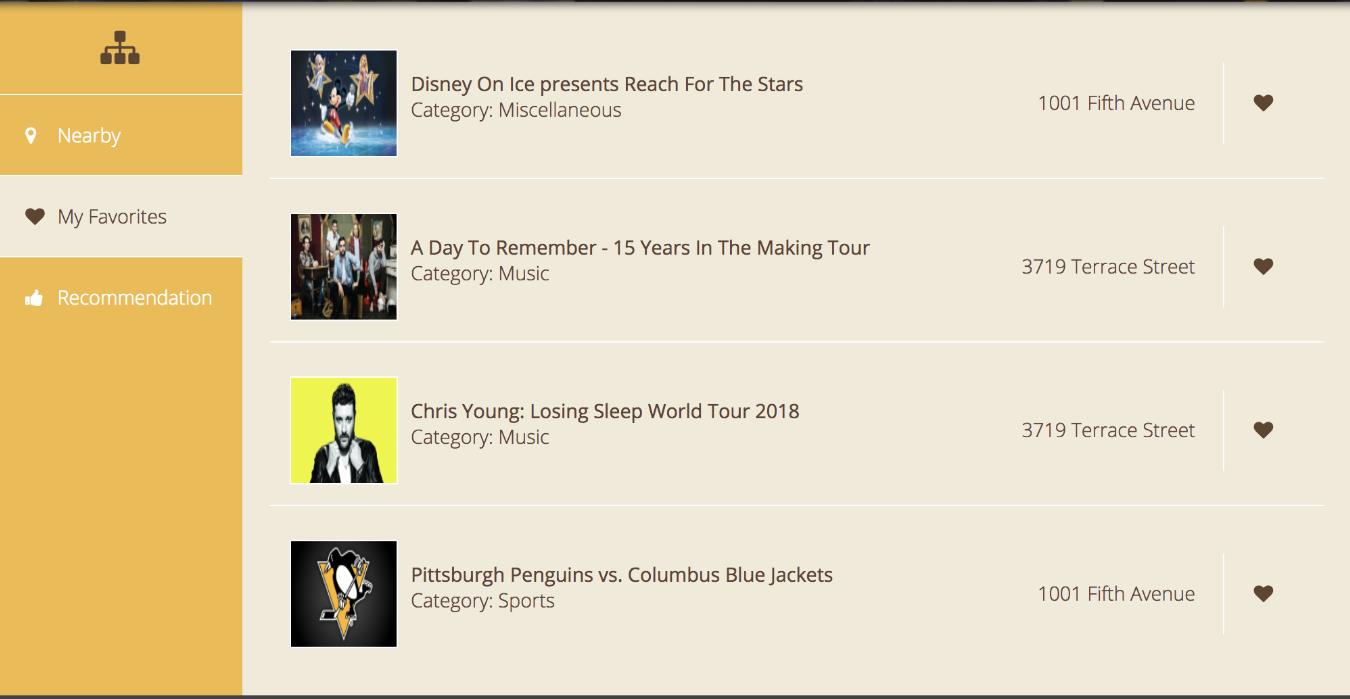 Nearby
My Favorites
Recommendation
Disney On Ice presents Reach For The Stars
Category: Miscellaneous
1001 Fifth Avenue
A Day To Remember - 15 Years In The Making Tour
Category: Music
3719 Terrace Street
Chris Young: Losing Sleep World Tour 2018
Category: Music
3719 Terrace Street
Pittsburgh Penguins vs. Columbus Blue Jackets
Category: Sports
1001 Fifth Avenue